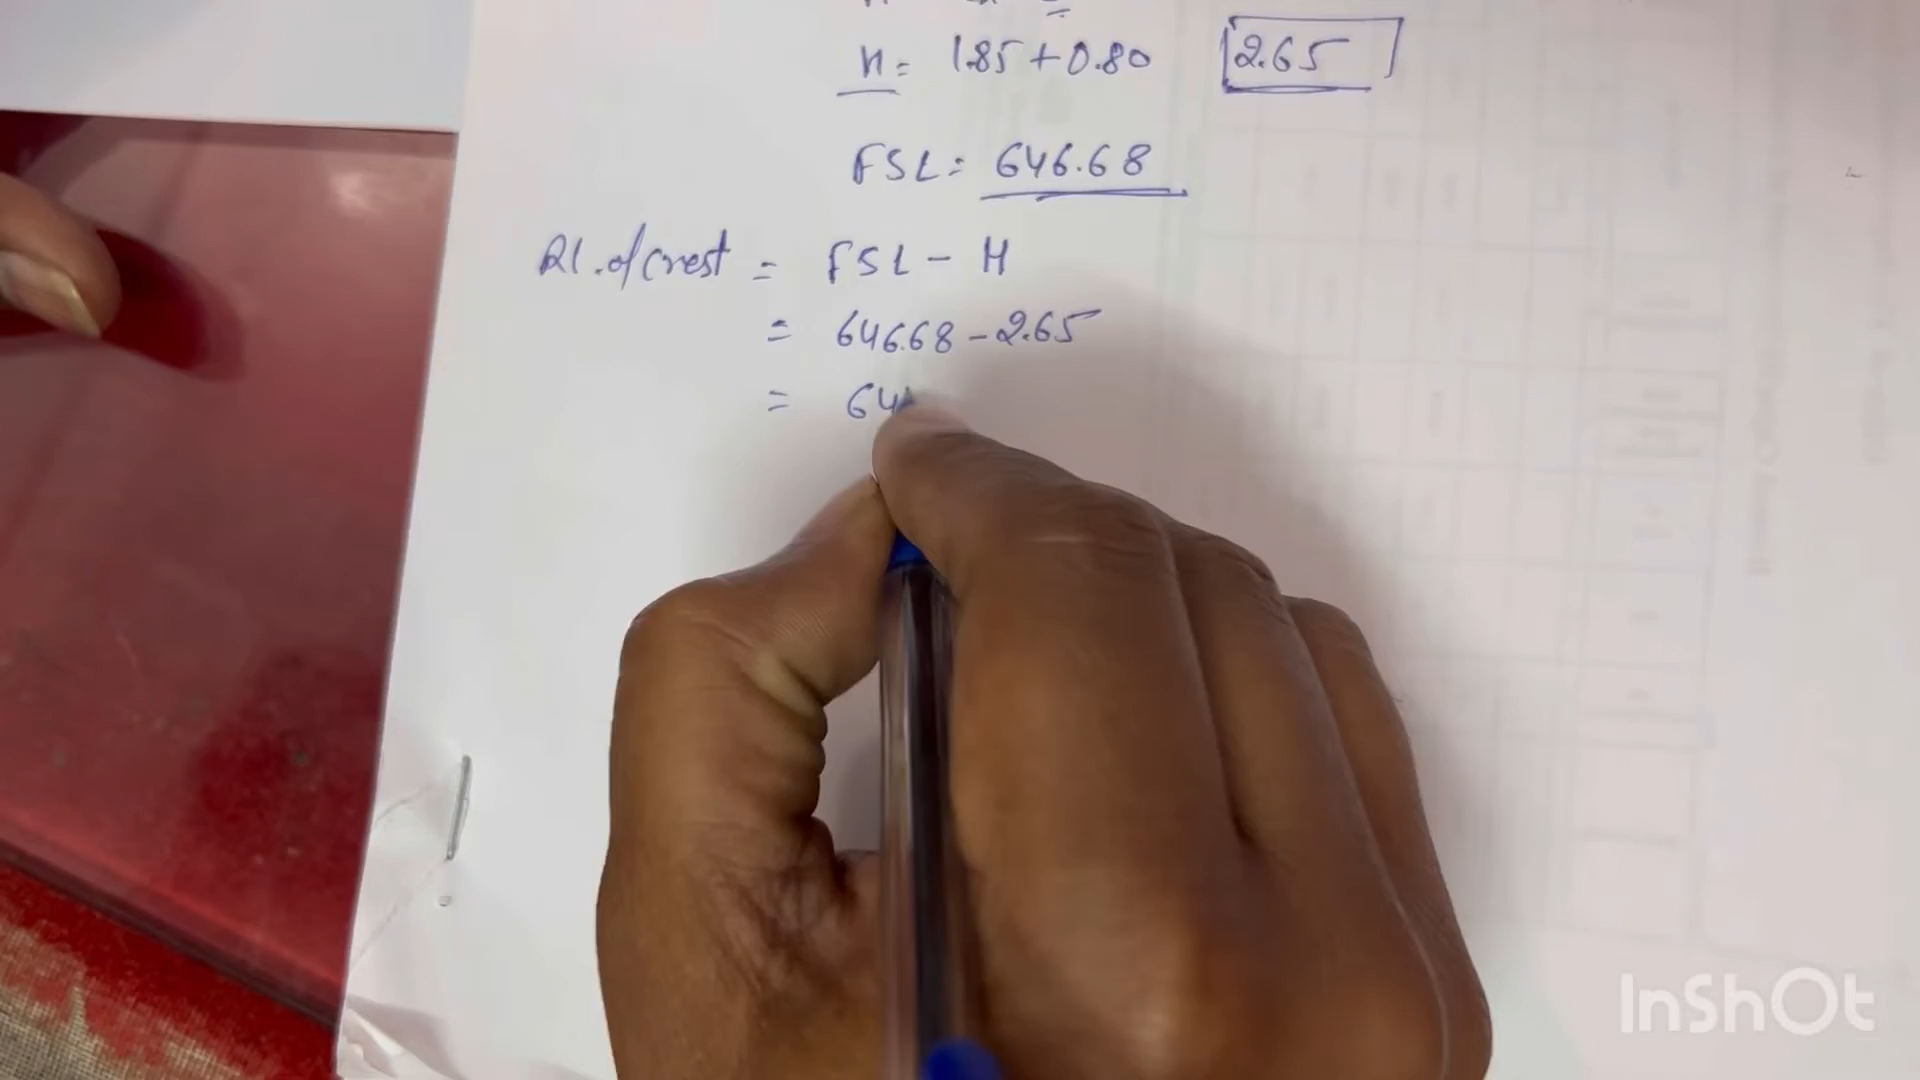 H = 1.85 + 0.80 2.65
FSL = 646.68
RL. of Crest = FSL - H
= 646.68 - 2.65
= 64
InShOt